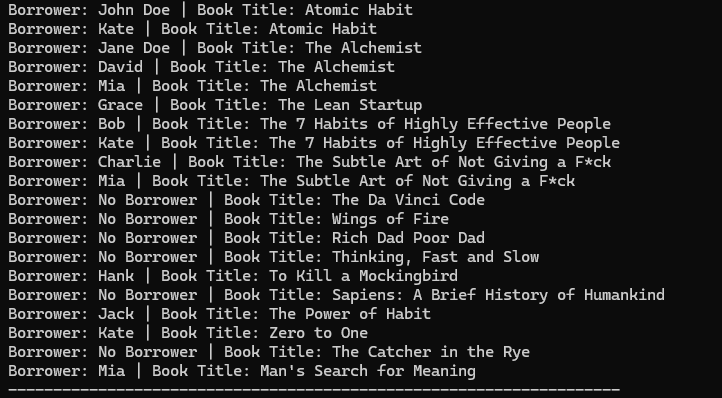 Borrower: John Doe | Book Title: Atomic Habit
Borrower: Kate | Book Title: Atomic Habit
Borrower: Jane Doe | Book Title: The Alchemist
Borrower: David | Book Title: The Alchemist
Borrower: Mia | Book Title: The Alchemist
Borrower: Grace | Book Title: The Lean Startup
Borrower: Bob | Book Title: The 7 Habits of Highly Effective People
Borrower: Kate | Book Title: The 7 Habits of Highly Effective People
Borrower: Charlie | Book Title: The Subtle Art of Not Giving a F*ck
Borrower: Mia | Book Title: The Subtle Art of Not Giving a F*ck
Borrower: No Borrower | Book Title: The Da Vinci Code
Borrower: No Borrower | Book Title: Wings of Fire
Borrower: No Borrower | Book Title: Rich Dad Poor Dad
Borrower: No Borrower | Book Title: Thinking, Fast and Slow
Borrower: Hank | Book Title: To Kill a Mockingbird
Borrower: No Borrower | Book Title: Sapiens: A Brief History of Humankind
Borrower: Jack | Book Title: The Power of Habit
Borrower: Kate | Book Title: Zero to One
Borrower: No Borrower | Book Title: The Catcher in the Rye
Borrower: Mia | Book Title: Man's Search for Meaning
--------------------------------------------------------------------